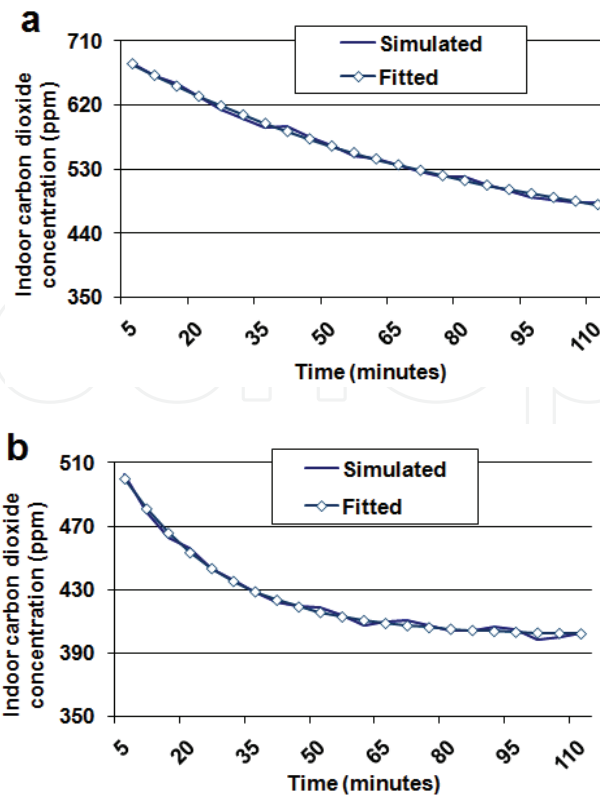 a
710
620
530
440
350
Indoor carbon dioxide
concentration (ppm)
Simulated
Fitted
5 20 35 50 65 80 95 110
Time (minutes)
b
510
470
430
390
350
Indoor carbon dioxide
concentration (ppm)
Simulated
Fitted
5 20 35 50 65 80 95 110
Time (minutes)